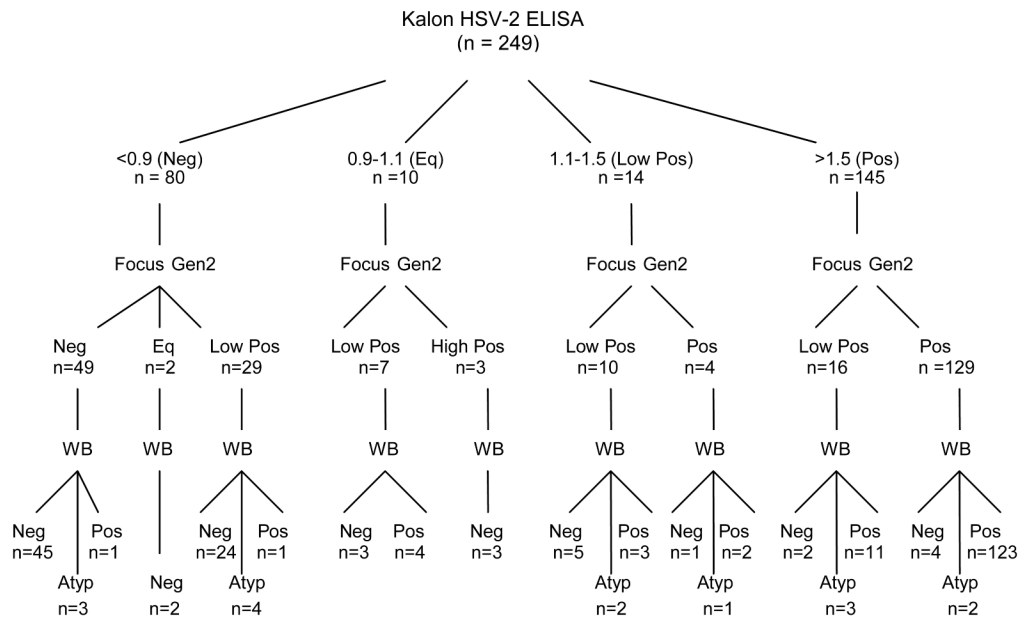 Kalon HSV-2 ELISA
(n = 249)
<0.9 (Neg)
n = 80
0.9-1.1 (Eq)
n =10
1.1-1.5 (Low Pos)
n =14
>1.5 (Pos)
n =145
Focus Gen2
Focus Gen2
Focus Gen2
Focus Gen2
Neg
n=49
Eq
n=2
Low Pos
n=29
Low Pos
n=7
High Pos
n=3
Low Pos
n=10
Pos
n=4
Low Pos
n=16
Pos
n =129
WB
WB
WB
WB
WB
WB
WB
WB
WB
Neg
n=45
Pos
n=1
Atyp
n=3
Neg
n=2
Neg
n=24
Pos
n=1
Atyp
n=4
Neg
n=3
Pos
n=4
Neg
n=3
Neg
n=5
Pos
n=3
Atyp
n=2
Neg
n=1
Pos
n=2
Atyp
n=1
Neg
n=2
Pos
n=11
Atyp
n=3
Neg
n=4
Pos
n=123
Atyp
n=2